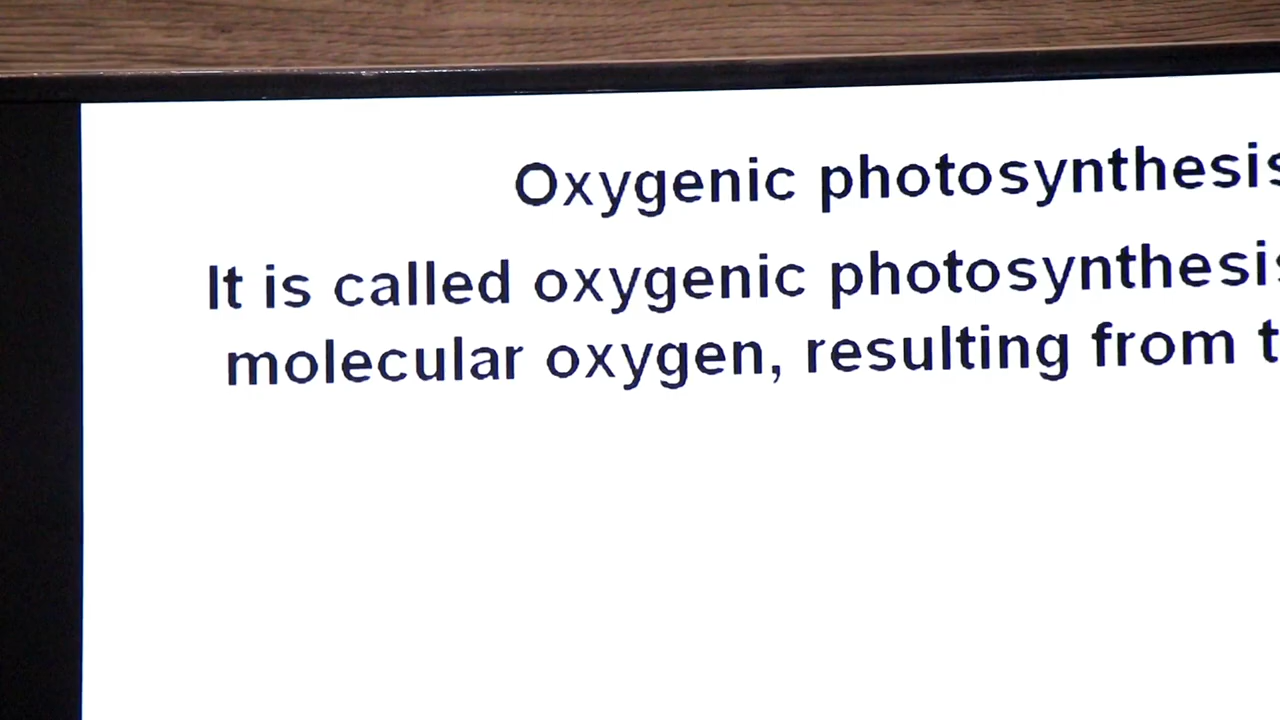 Oxygenic photosynthesis
It is called oxygenic photosynthesis
molecular oxygen, resulting from